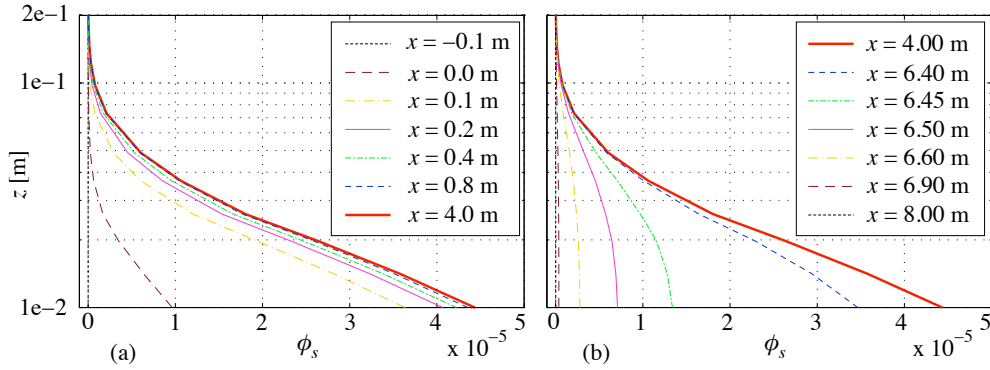 2e−1
1e−1
1e−2
z [m]
x = −0.1 m
x = 0.0 m
x = 0.1 m
x = 0.2 m
x = 0.4 m
x = 0.8 m
x = 4.0 m
0 1 2 3 4 5
(a)
ϕs
x 10⁻⁵
x = 4.00 m
x = 6.40 m
x = 6.45 m
x = 6.50 m
x = 6.60 m
x = 6.90 m
x = 8.00 m
0 1 2 3 4 5
(b)
ϕs
x 10⁻⁵